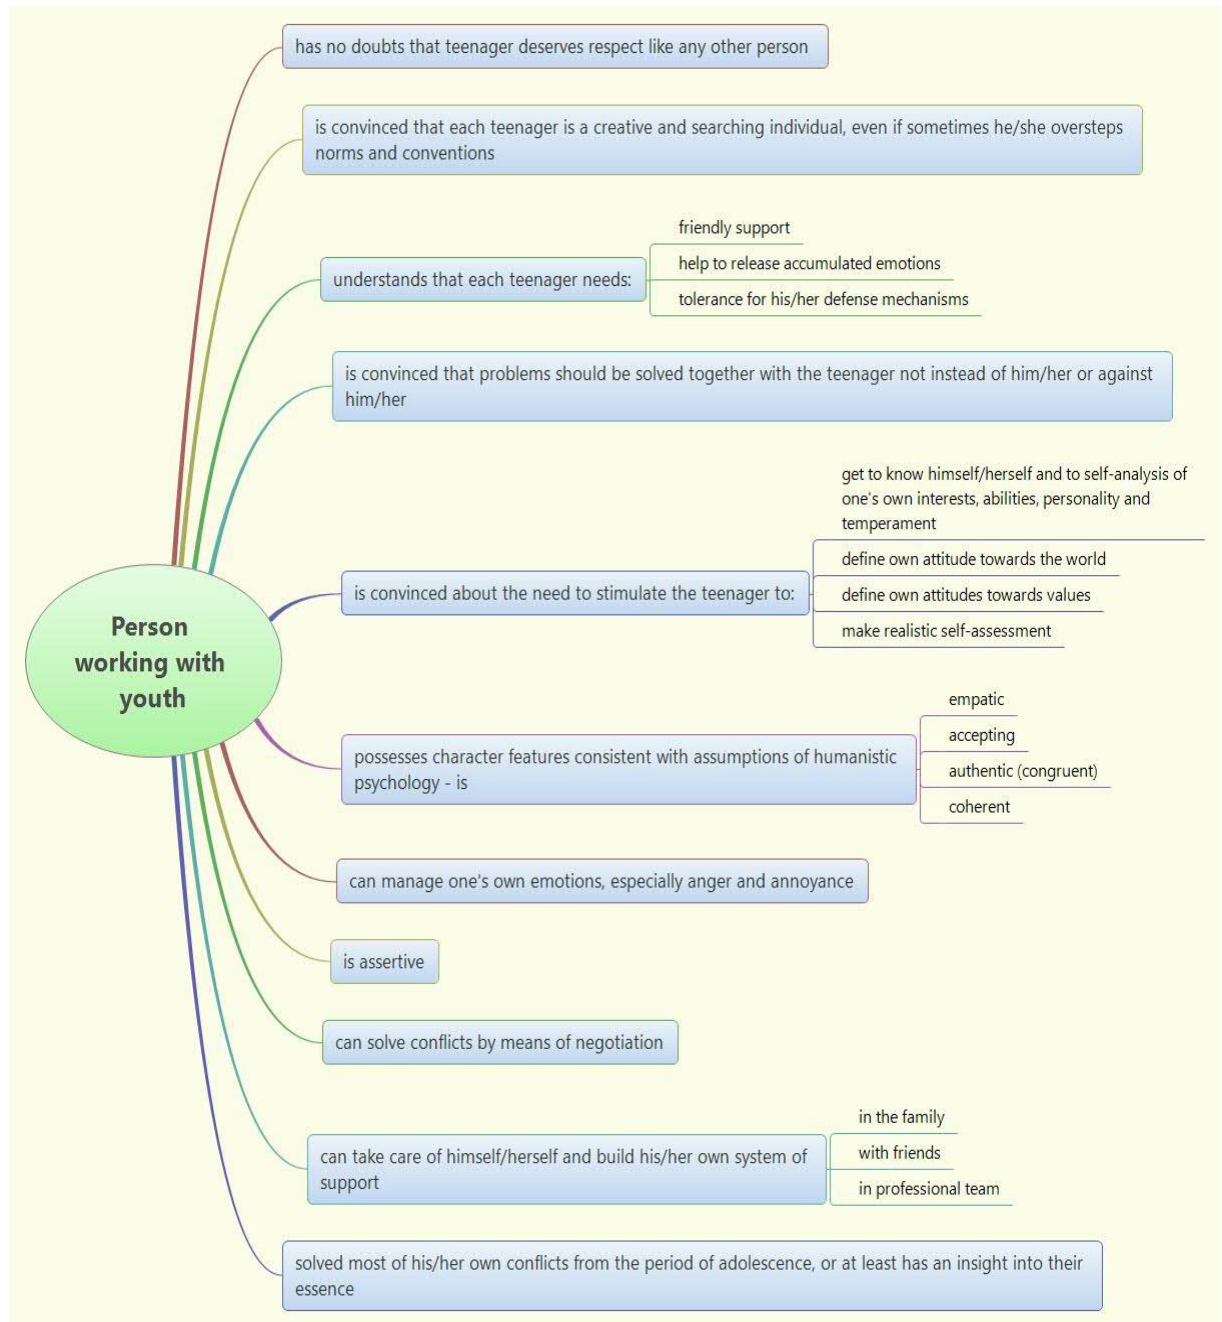 has no doubts that teenager deserves respect like any other person
is convinced that each teenager is a creative and searching individual, even if sometimes he/she oversteps
norms and conventions
understands that each teenager needs:
friendly support
help to release accumulated emotions
tolerance for his/her defense mechanisms
is convinced that problems should be solved together with the teenager not instead of him/her or against
him/her
is convinced about the need to stimulate the teenager to:
get to know himself/herself and to self-analysis of
one's own interests, abilities, personality and
temperament
define own attitude towards the world
define own attitudes towards values
make realistic self-assessment
Person
working with
youth
possesses character features consistent with assumptions of humanistic
psychology - is
empatic
accepting
authentic (congruent)
coherent
can manage one's own emotions, especially anger and annoyance
is assertive
can solve conflicts by means of negotiation
can take care of himself/herself and build his/her own system of
support
in the family
with friends
in professional team
solved most of his/her own conflicts from the period of adolescence, or at least has an insight into their
essence